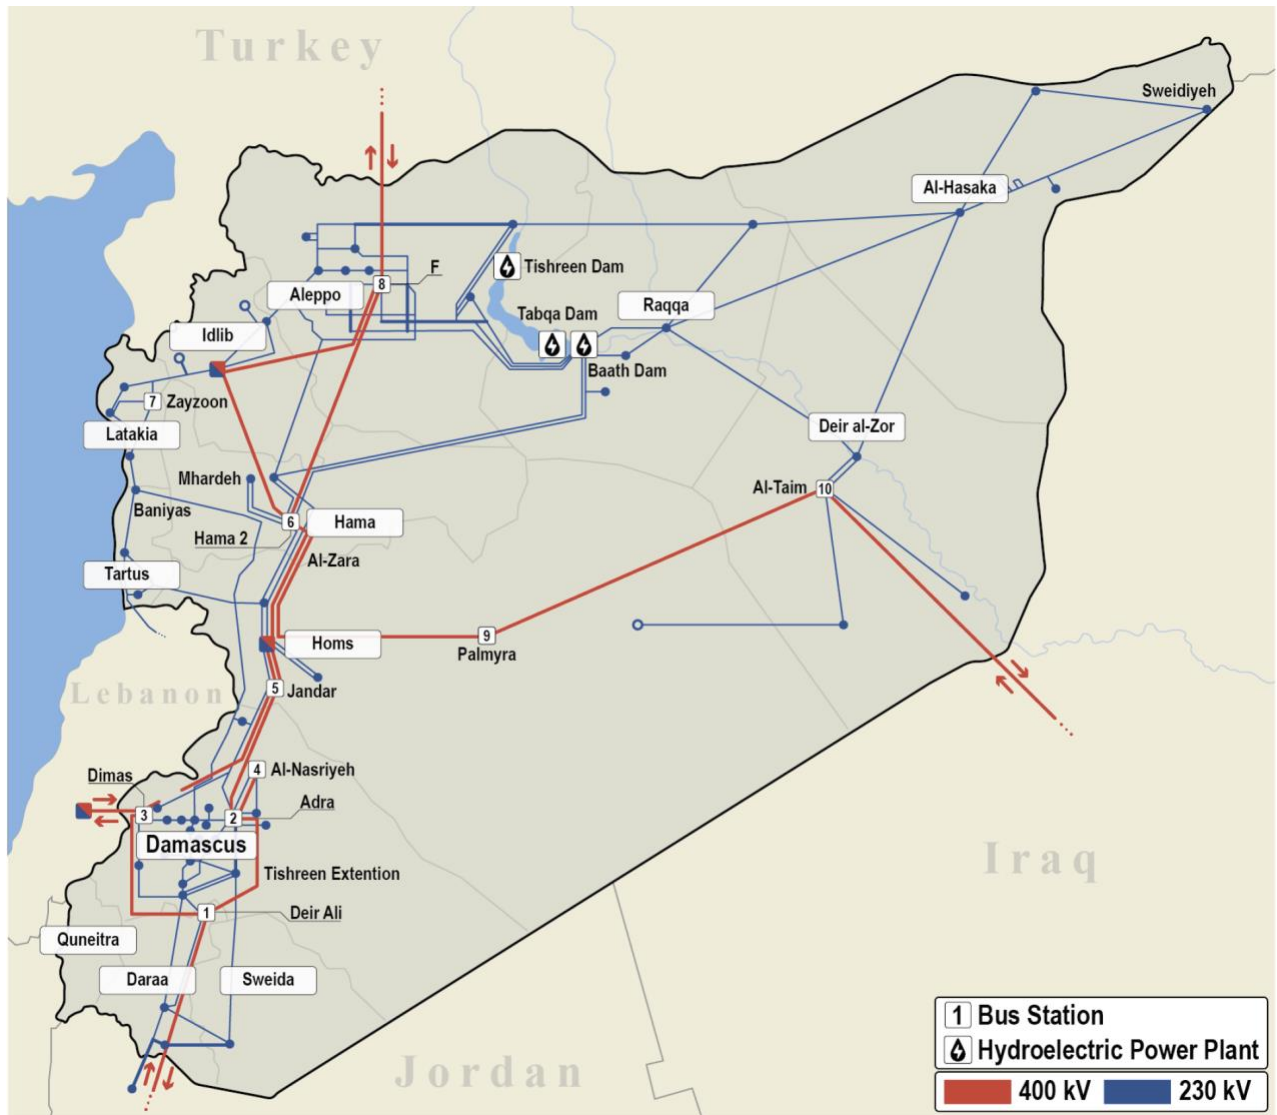 Turkey
Sweidiyeh
Al-Hasaka
F
Tishreen Dam
8
Aleppo
Raqqa
Tabqa Dam
Idlib
Baath Dam
7
Zayzoon
Latakia
Deir al-Zor
Mhardeh
Al-Taim
10
Baniyas
6
Hama
Hama 2
Al-Zara
Tartus
9
Homs
Palmyra
Lebanon
5
Jandar
4
Al-Nasriyeh
Dimas
Adra
3
2
Damascus
Iraq
Tishreen Extention
1
Deir Ali
Quneitra
Daraa
Sweida
Jordan
1 Bus Station
Hydroelectric Power Plant
400 kV 230 kV